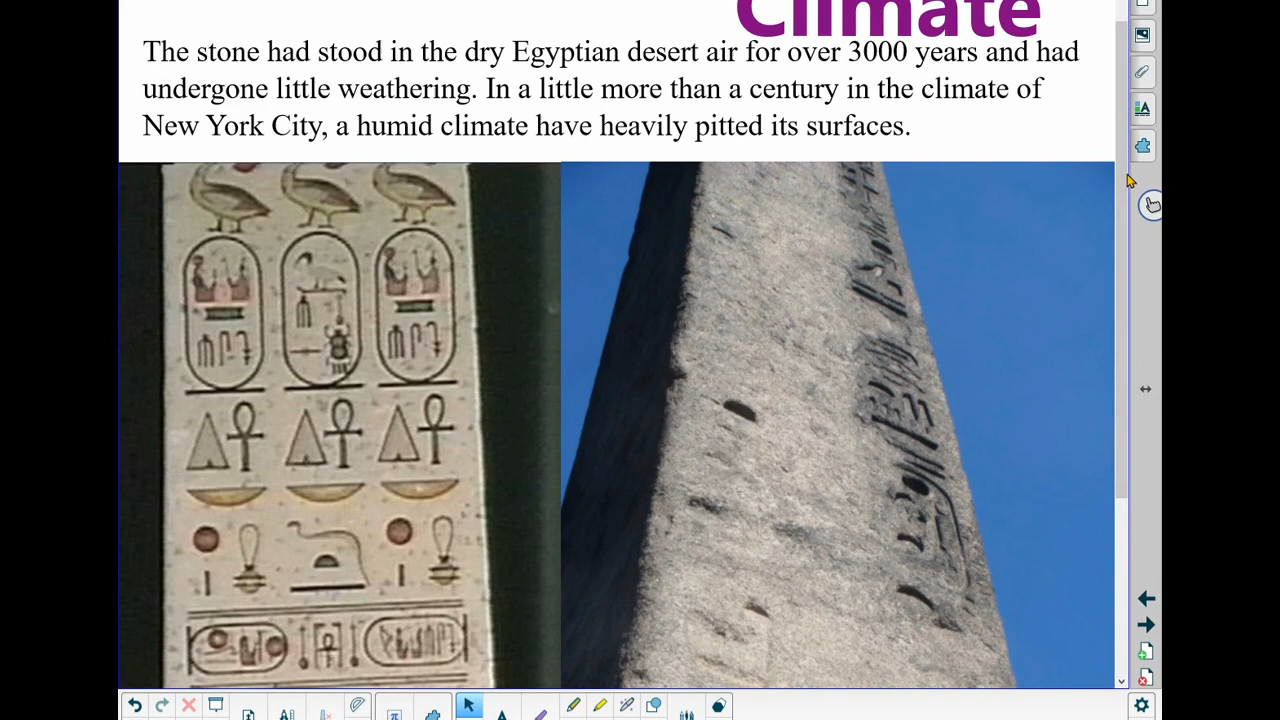 Climate
The stone had stood in the dry Egyptian desert air for over 3000 years and had
undergone little weathering. In a little more than a century in the climate of
New York City, a humid climate have heavily pitted its surfaces.